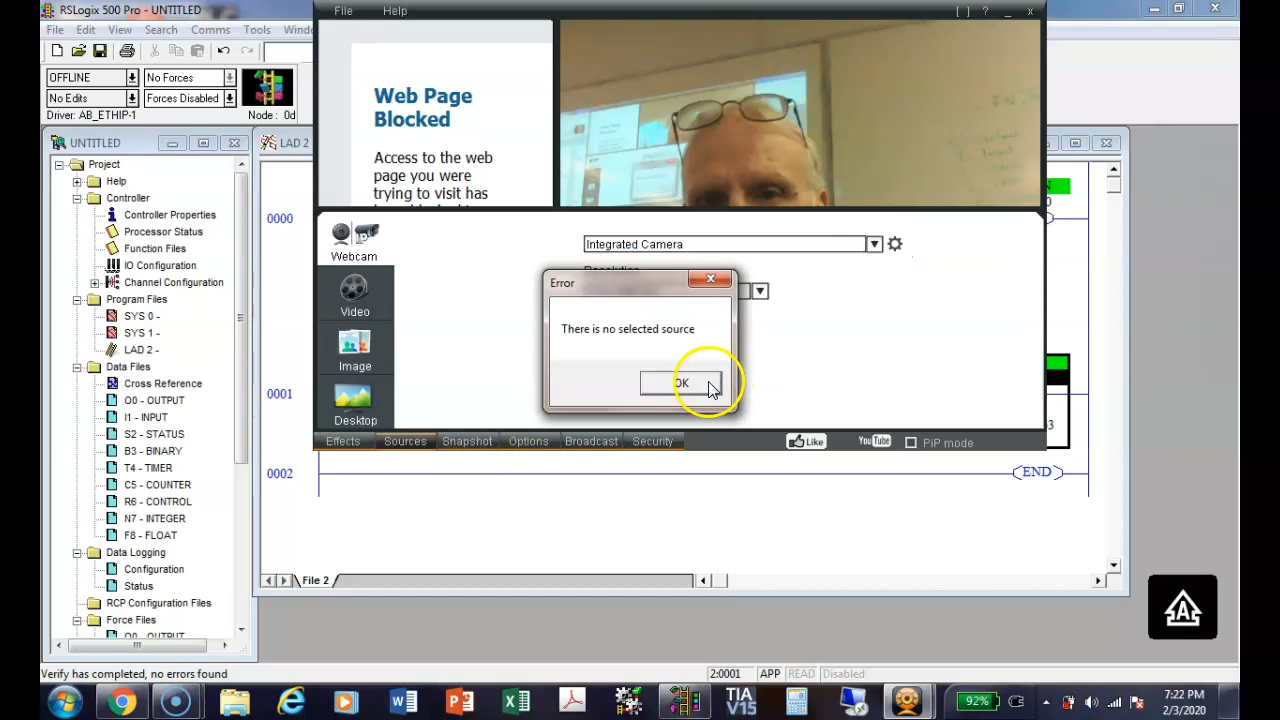 RSLogix 500 Pro - UNTITLED
File Edit View Search Comms Tools
OFFLINE
No Forces
No Edits
Forces Disabled
Driver: AB_ETHIP-1
Node : 0d
UNTITLED
Project
Help
Controller
Controller Properties
Processor Status
Function Files
IO Configuration
Channel Configuration
Program Files
SYS 0 -
SYS 1 -
LAD 2 -
Data Files
Cross Reference
O0 - OUTPUT
I1 - INPUT
S2 - STATUS
B3 - BINARY
T4 - TIMER
C5 - COUNTER
R6 - CONTROL
N7 - INTEGER
F8 - FLOAT
Data Logging
Configuration
Status
RCP Configuration Files
Force Files
O0 - OUTPUT
LAD 2
0000
0001
0002
END
File 2
File Help
[ ] ? _ x
Web Page
Blocked
Access to the web
page you were
trying to visit has
Webcam
Video
Image
Desktop
Integrated Camera
Error
There is no selected source
OK
Effects Sources Snapshot Options Broadcast Security
Like
YouTube
PiP mode
A
Verify has completed, no errors found
2:0001 APP READ Disabled
TIA
V15
92%
7:22 PM
2/3/2020